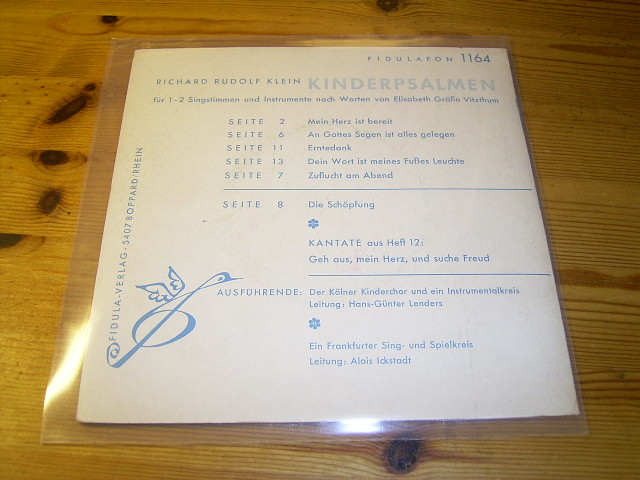 FIDULAFON 1164
RICHARD RUDOLF KLEIN KINDERPSALMEN
für 1-2 Singstimmen und Instrumente nach Worten von Elisabeth Gräfin Vitzthum
SEITE 2 Mein Herz ist bereit
SEITE 6 An Gottes Segen ist alles gelegen
SEITE 11 Erntedank
SEITE 13 Dein Wort ist meines Fußes Leuchte
SEITE 7 Zuflucht am Abend
SEITE 8 Die Schöpfung
KANTATE aus Heft 12:
Geh aus, mein Herz, und suche Freud
AUSFÜHRENDE: Der Kölner Kinderchor und ein Instrumentalkreis
Leitung: Hans-Günter Lenders
Ein Frankfurter Sing- und Spielkreis
Leitung: Alois Ickstadt
FIDULA-VERLAG · 5407 BOPPARD/RHEIN